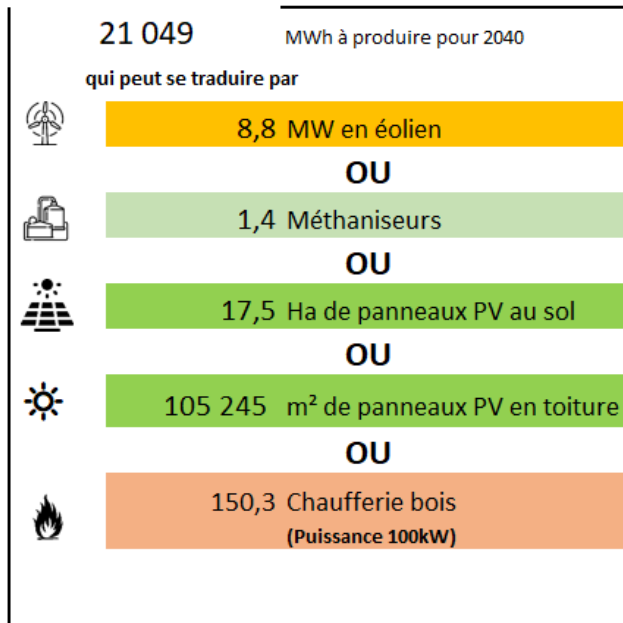 21 049 MWh à produire pour 2040
qui peut se traduire par
8,8 MW en éolien
OU
1,4 Méthaniseurs
OU
17,5 Ha de panneaux PV au sol
OU
105 245 m² de panneaux PV en toiture
OU
150,3 Chaufferie bois
(Puissance 100kW)